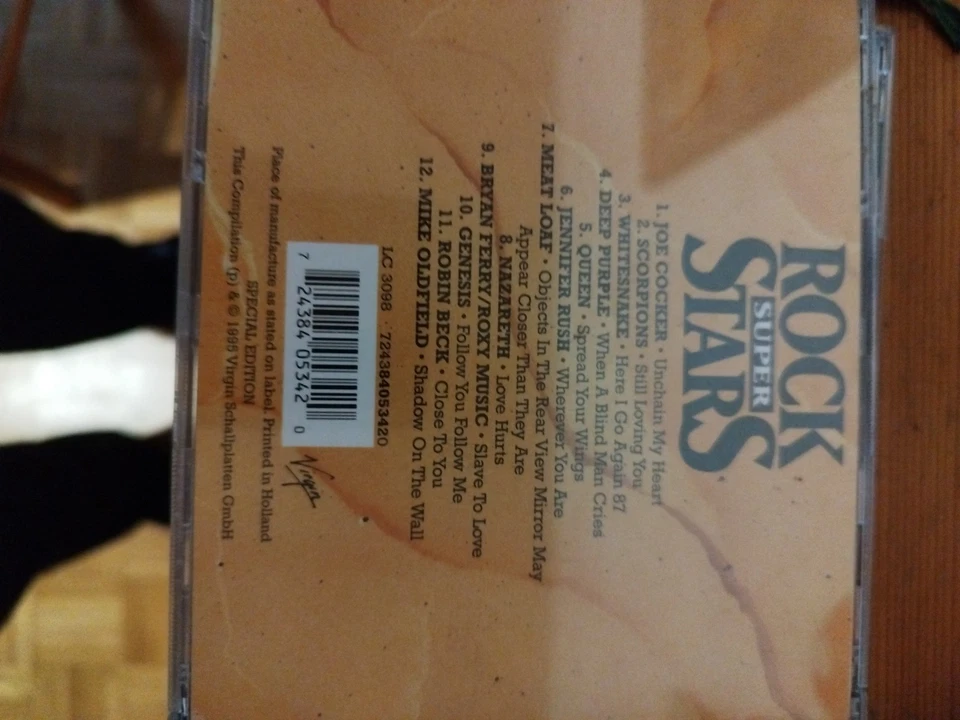 ROCK
SUPER
STARS
1. JOE COCKER • Unchain My Heart
2. SCORPIONS • Still Loving You
3. WHITESNAKE • Here I Go Again 87
4. DEEP PURPLE • When A Blind Man Cries
5. QUEEN • Spread Your Wings
6. JENNIFER RUSH • Wherever You Are
7. MEAT LOAF • Objects In The Rear View Mirror May
Appear Closer Than They Are
8. NAZARETH • Love Hurts
9. BRYAN FERRY/ROXY MUSIC • Slave To Love
10. GENESIS • Follow You Follow Me
11. ROBIN BECK • Close To You
12. MIKE OLDFIELD • Shadow On The Wall
LC 3098 · 724384053420
7 24384 05342 0
Virgin
Place of manufacture as stated on label. Printed in Holland
SPECIAL EDITION
This Compilation (p) & © 1995 Virgin Schallplatten GmbH